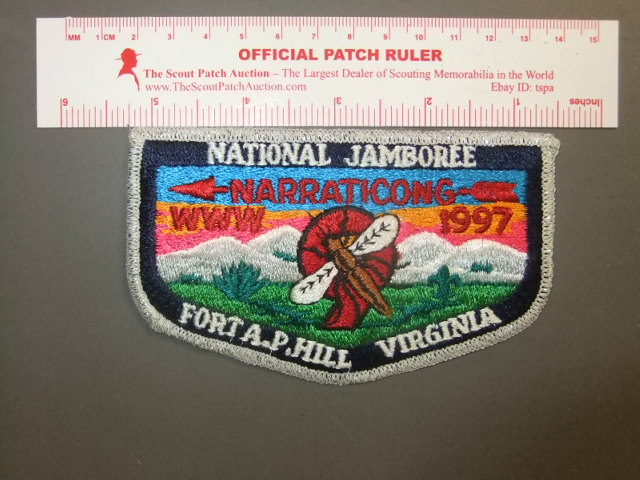 MM 1 CM 2 3 4 5 6 7 8 9 10 11 12 13 14 15
OFFICIAL PATCH RULER
The Scout Patch Auction – The Largest Dealer of Scouting Memorabilia in the World
www.TheScoutPatchAuction.com Ebay ID: tspa
6 5 4 3 2 1 Inches
NATIONAL JAMBOREE
NARRATICONG
WWW 1997
FORT A.P. HILL VIRGINIA